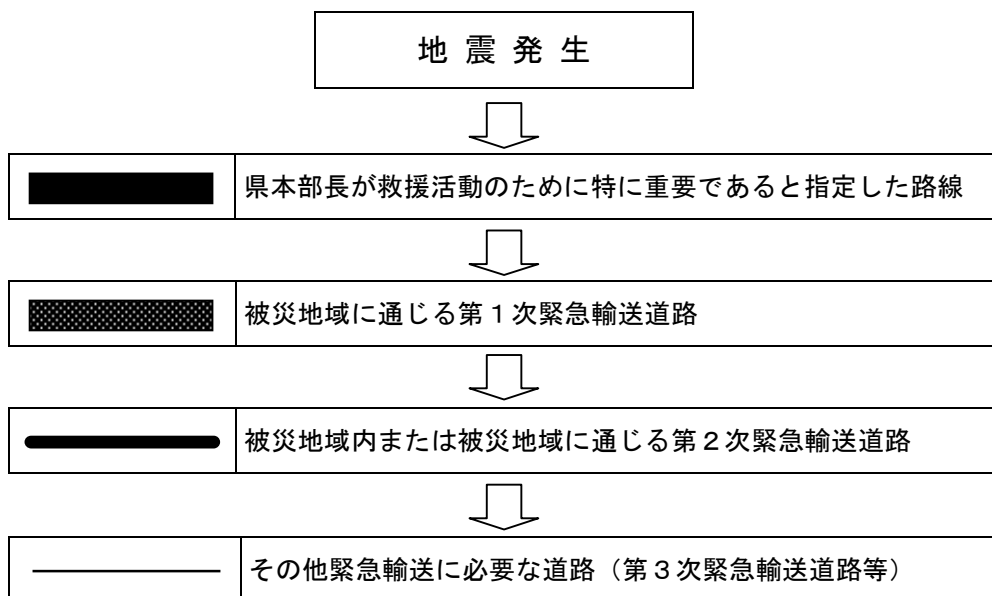 地 震 発 生
県本部長が救援活動のために特に重要であると指定した路線
被災地域に通じる第１次緊急輸送道路
被災地域内または被災地域に通じる第２次緊急輸送道路
その他緊急輸送に必要な道路（第３次緊急輸送道路等）